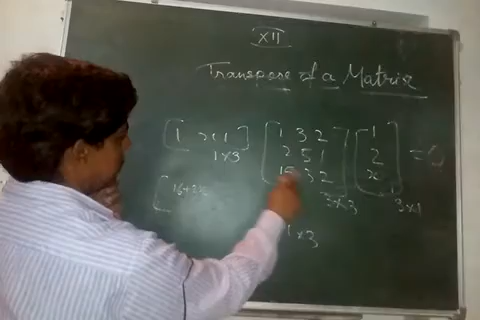 XII
Transpose of a Matrix
[1 x 1] [1 3 2] [1] = 0
[2 5 1] [2]
[15 3 2] [x]
1×3 3×3 3×1
[16+2x
1×3